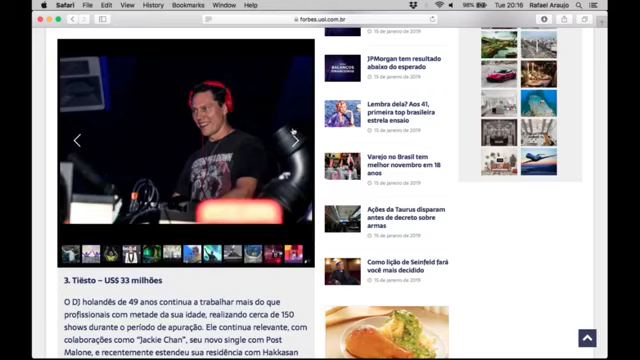 Safari File Edit View History Bookmarks Window Help
98% Tue 20:16 Rafael Araujo
forbes.uol.com.br
15 de janeiro de 2019
BALANÇOS
JPMorgan tem resultado
abaixo do esperado
15 de janeiro de 2019
Lembra dela? Aos 41,
primeira top brasileira
estrela ensaio
15 de janeiro de 2019
Varejo no Brasil tem
melhor novembro em 18
anos
15 de janeiro de 2019
Ações da Taurus disparam
antes de decreto sobre
armas
15 de janeiro de 2019
Como lição de Seinfeld fará
você mais decidido
15 de janeiro de 2019
3. Tiësto – US$ 33 milhões
O DJ holandês de 49 anos continua a trabalhar mais do que
profissionais com metade da sua idade, realizando cerca de 150
shows durante o período de apuração. Ele continua relevante, com
colaborações como “Jackie Chan”, seu novo single com Post
Malone, e recentemente estendeu sua residência com Hakkasan